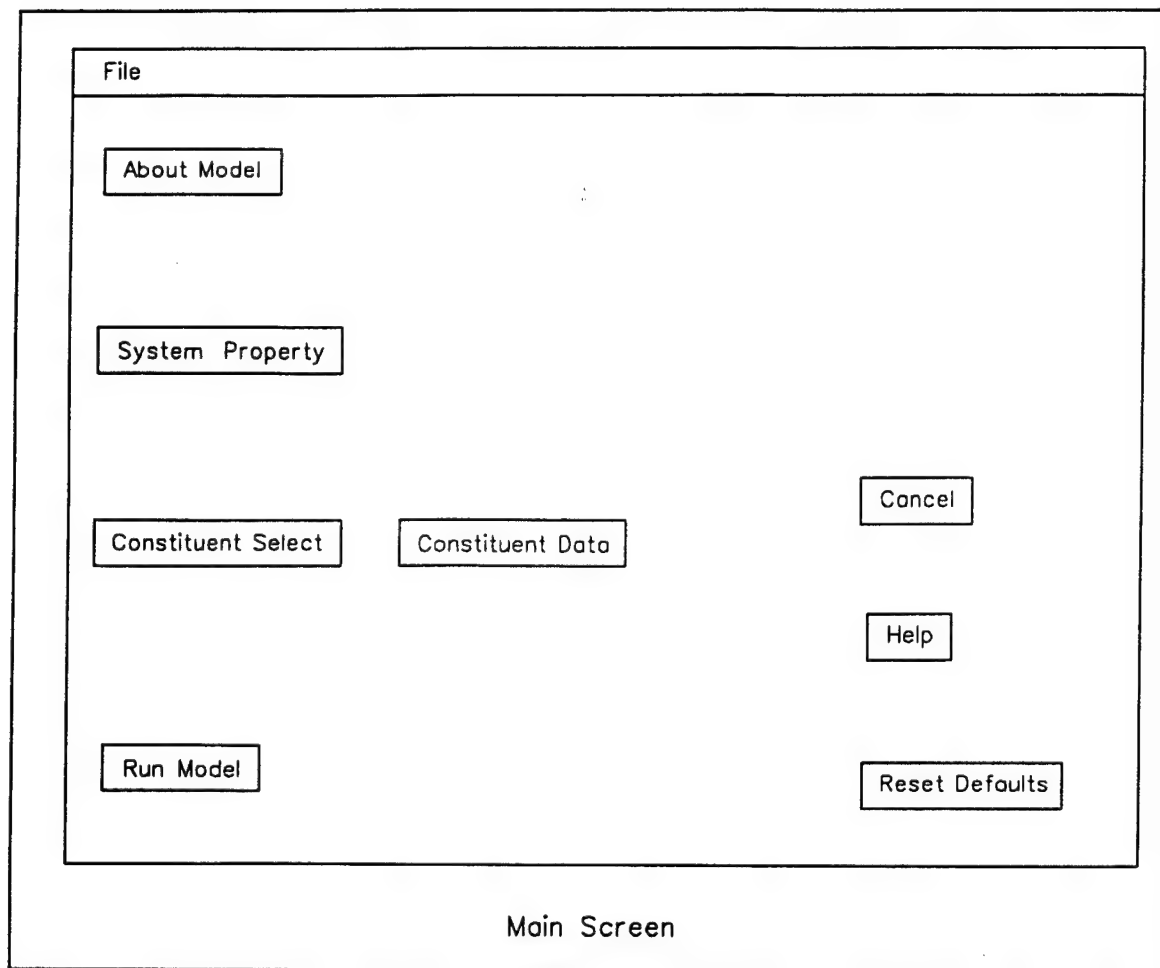 File
About Model
System Property
Cancel
Constituent Select
Constituent Data
Help
Run Model
Reset Defaults
Main Screen